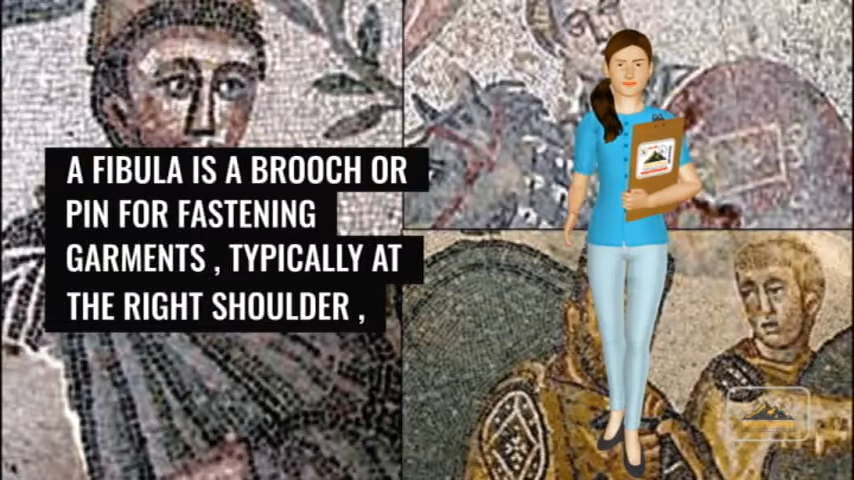 A FIBULA IS A BROOCH OR
PIN FOR FASTENING
GARMENTS , TYPICALLY AT
THE RIGHT SHOULDER ,